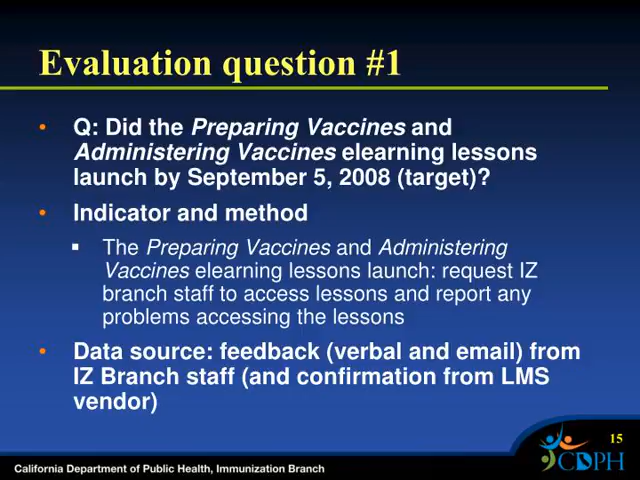 Evaluation question #1
• Q: Did the Preparing Vaccines and
Administering Vaccines elearning lessons
launch by September 5, 2008 (target)?
• Indicator and method
▪ The Preparing Vaccines and Administering
Vaccines elearning lessons launch: request IZ
branch staff to access lessons and report any
problems accessing the lessons
• Data source: feedback (verbal and email) from
IZ Branch staff (and confirmation from LMS
vendor)
15
CDPH
California Department of Public Health, Immunization Branch